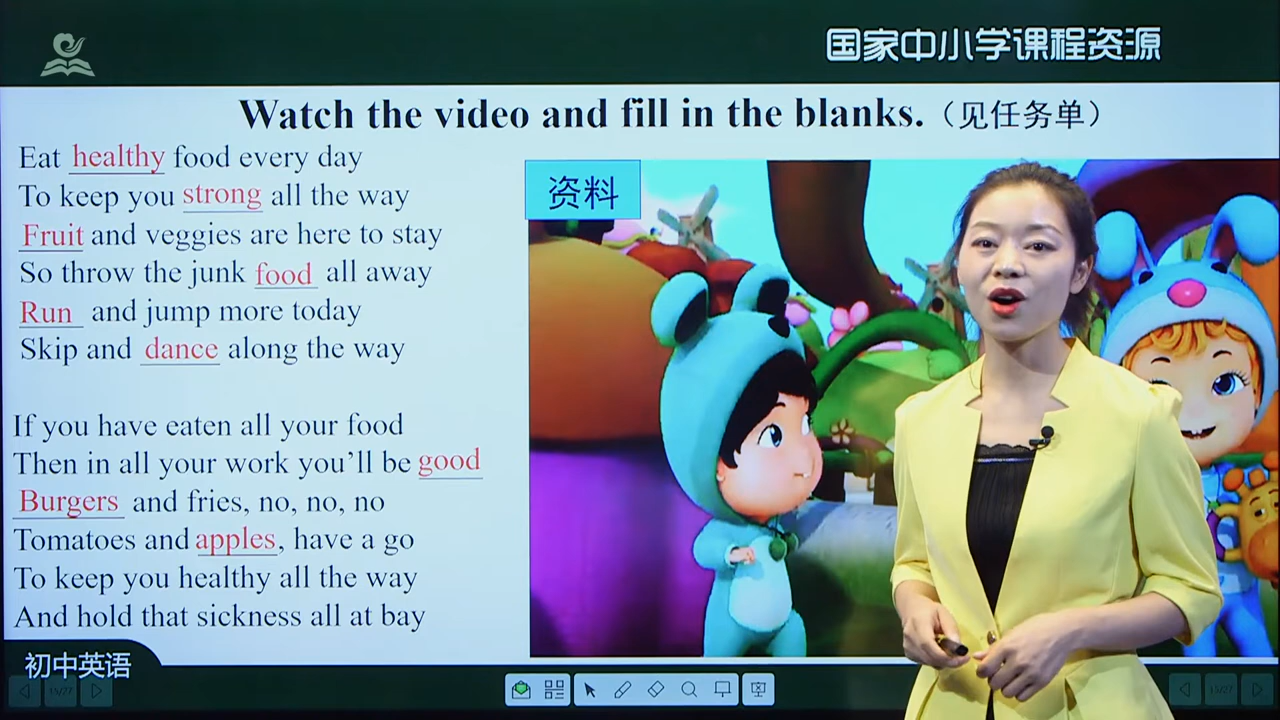 国家中小学课程资源
Watch the video and fill in the blanks.（见任务单）
Eat healthy food every day
To keep you strong all the way
Fruit and veggies are here to stay
So throw the junk food all away
Run and jump more today
Skip and dance along the way
If you have eaten all your food
Then in all your work you'll be good
Burgers and fries, no, no, no
Tomatoes and apples, have a go
To keep you healthy all the way
And hold that sickness all at bay
资料
初中英语